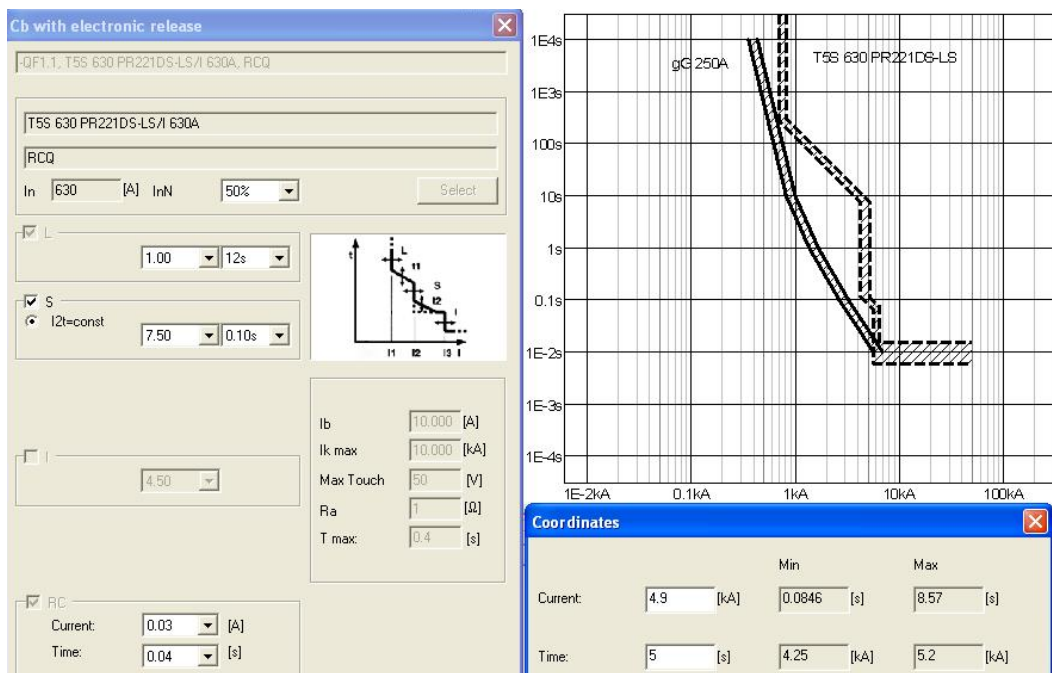 Cb with electronic release
-QF1.1, T5S 630 PR221DS-LS/I 630A, RCQ
T5S 630 PR221DS-LS/I 630A
RCQ
In 630 [A] InN 50% Select
L
1.00 12s
S
I2t=const
7.50 0.10s
t
L
t1
S
t2
I
I1 I2 I3 I
I
4.50
Ib 10.000 [A]
Ik max 10.000 [kA]
Max Touch 50 [V]
Ra 1 [Ω]
T max: 0.4 [s]
RC
Current: 0.03 [A]
Time: 0.04 [s]
1E4s
1E3s
100s
10s
1s
0.1s
1E-2s
1E-3s
1E-4s
gG 250A
T5S 630 PR221DS-LS
1E-2kA 0.1kA 1kA 10kA 100kA
Coordinates
Min Max
Current: 4.9 [kA] 0.0846 [s] 8.57 [s]
Time: 5 [s] 4.25 [kA] 5.2 [kA]